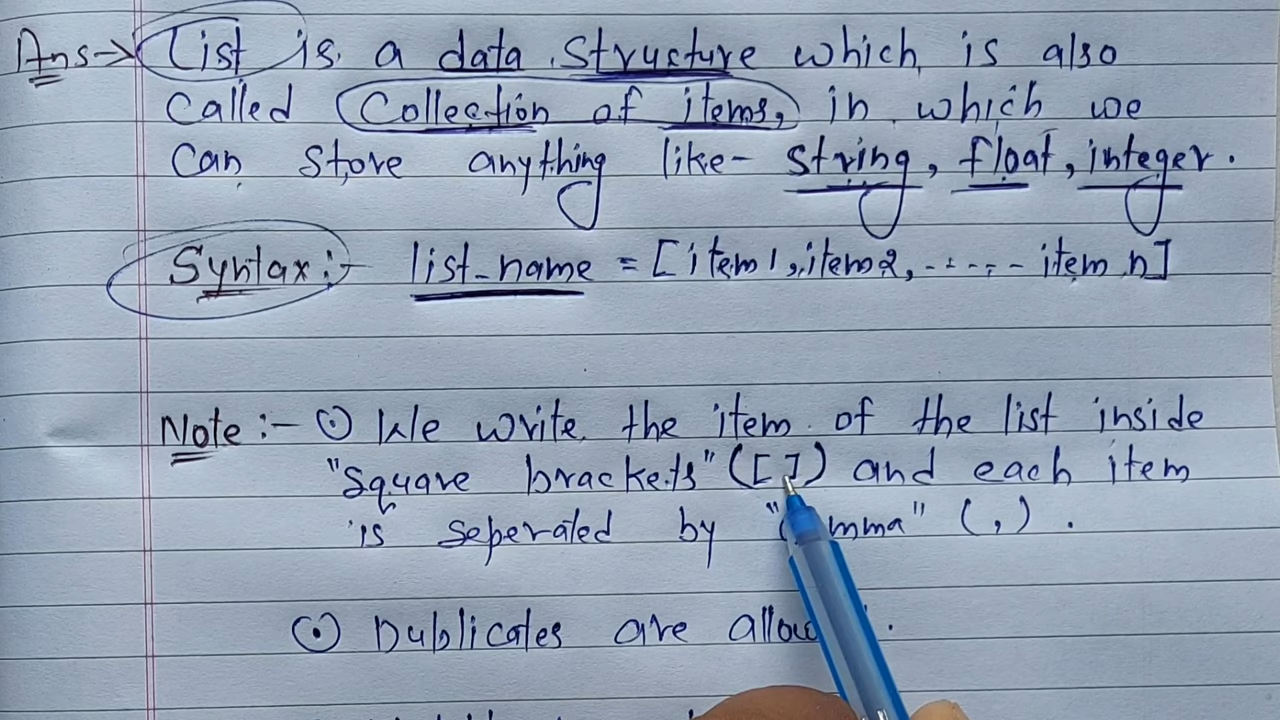 Ans→ List is a data structure which is also
called Collection of items, in which we
can store anything like- string, float, integer.
Syntax:- list_name = [item1, item2, ------ item n]
Note:- ⊙ We write the item of the list inside
"Square brackets" ([ ]) and each item
is seperated by (,).
⊙ Duplicates are